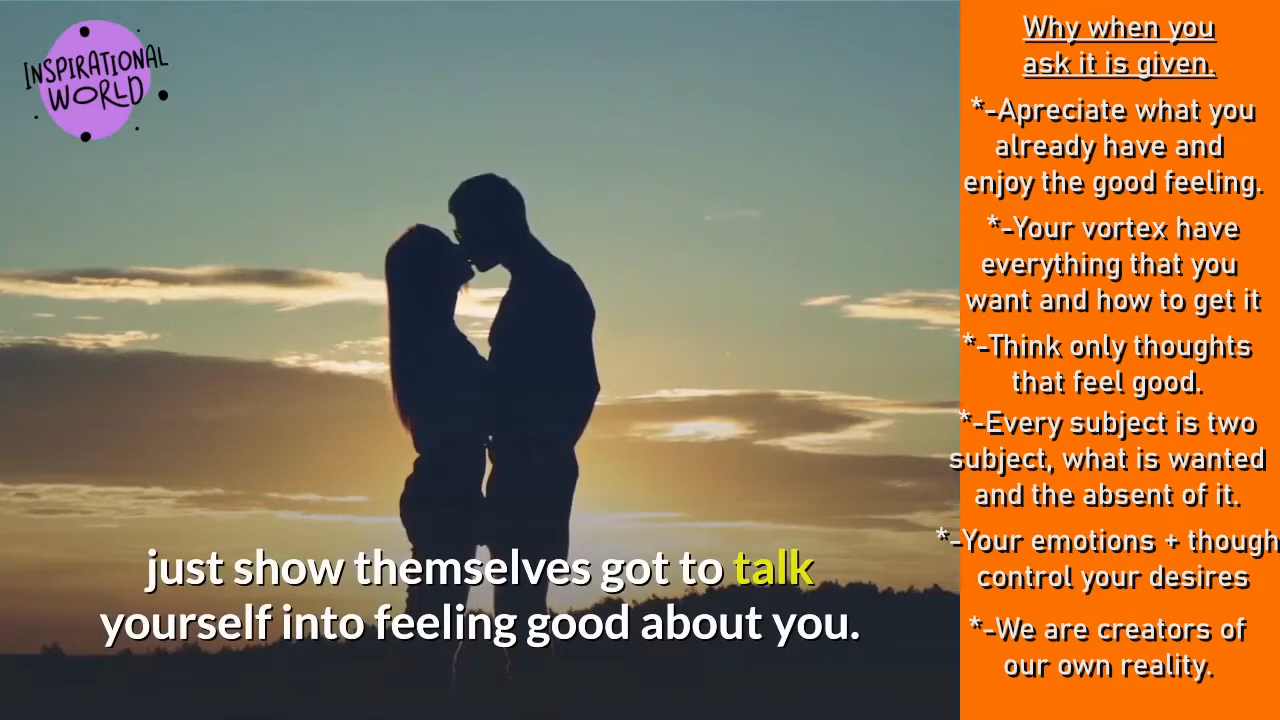 INSPIRATIONAL
WORLD
just show themselves got to talk
yourself into feeling good about you.
Why when you
ask it is given.
*-Apreciate what you
already have and
enjoy the good feeling.
*-Your vortex have
everything that you
want and how to get it
*-Think only thoughts
that feel good.
*-Every subject is two
subject, what is wanted
and the absent of it.
*-Your emotions + though
control your desires
*-We are creators of
our own reality.